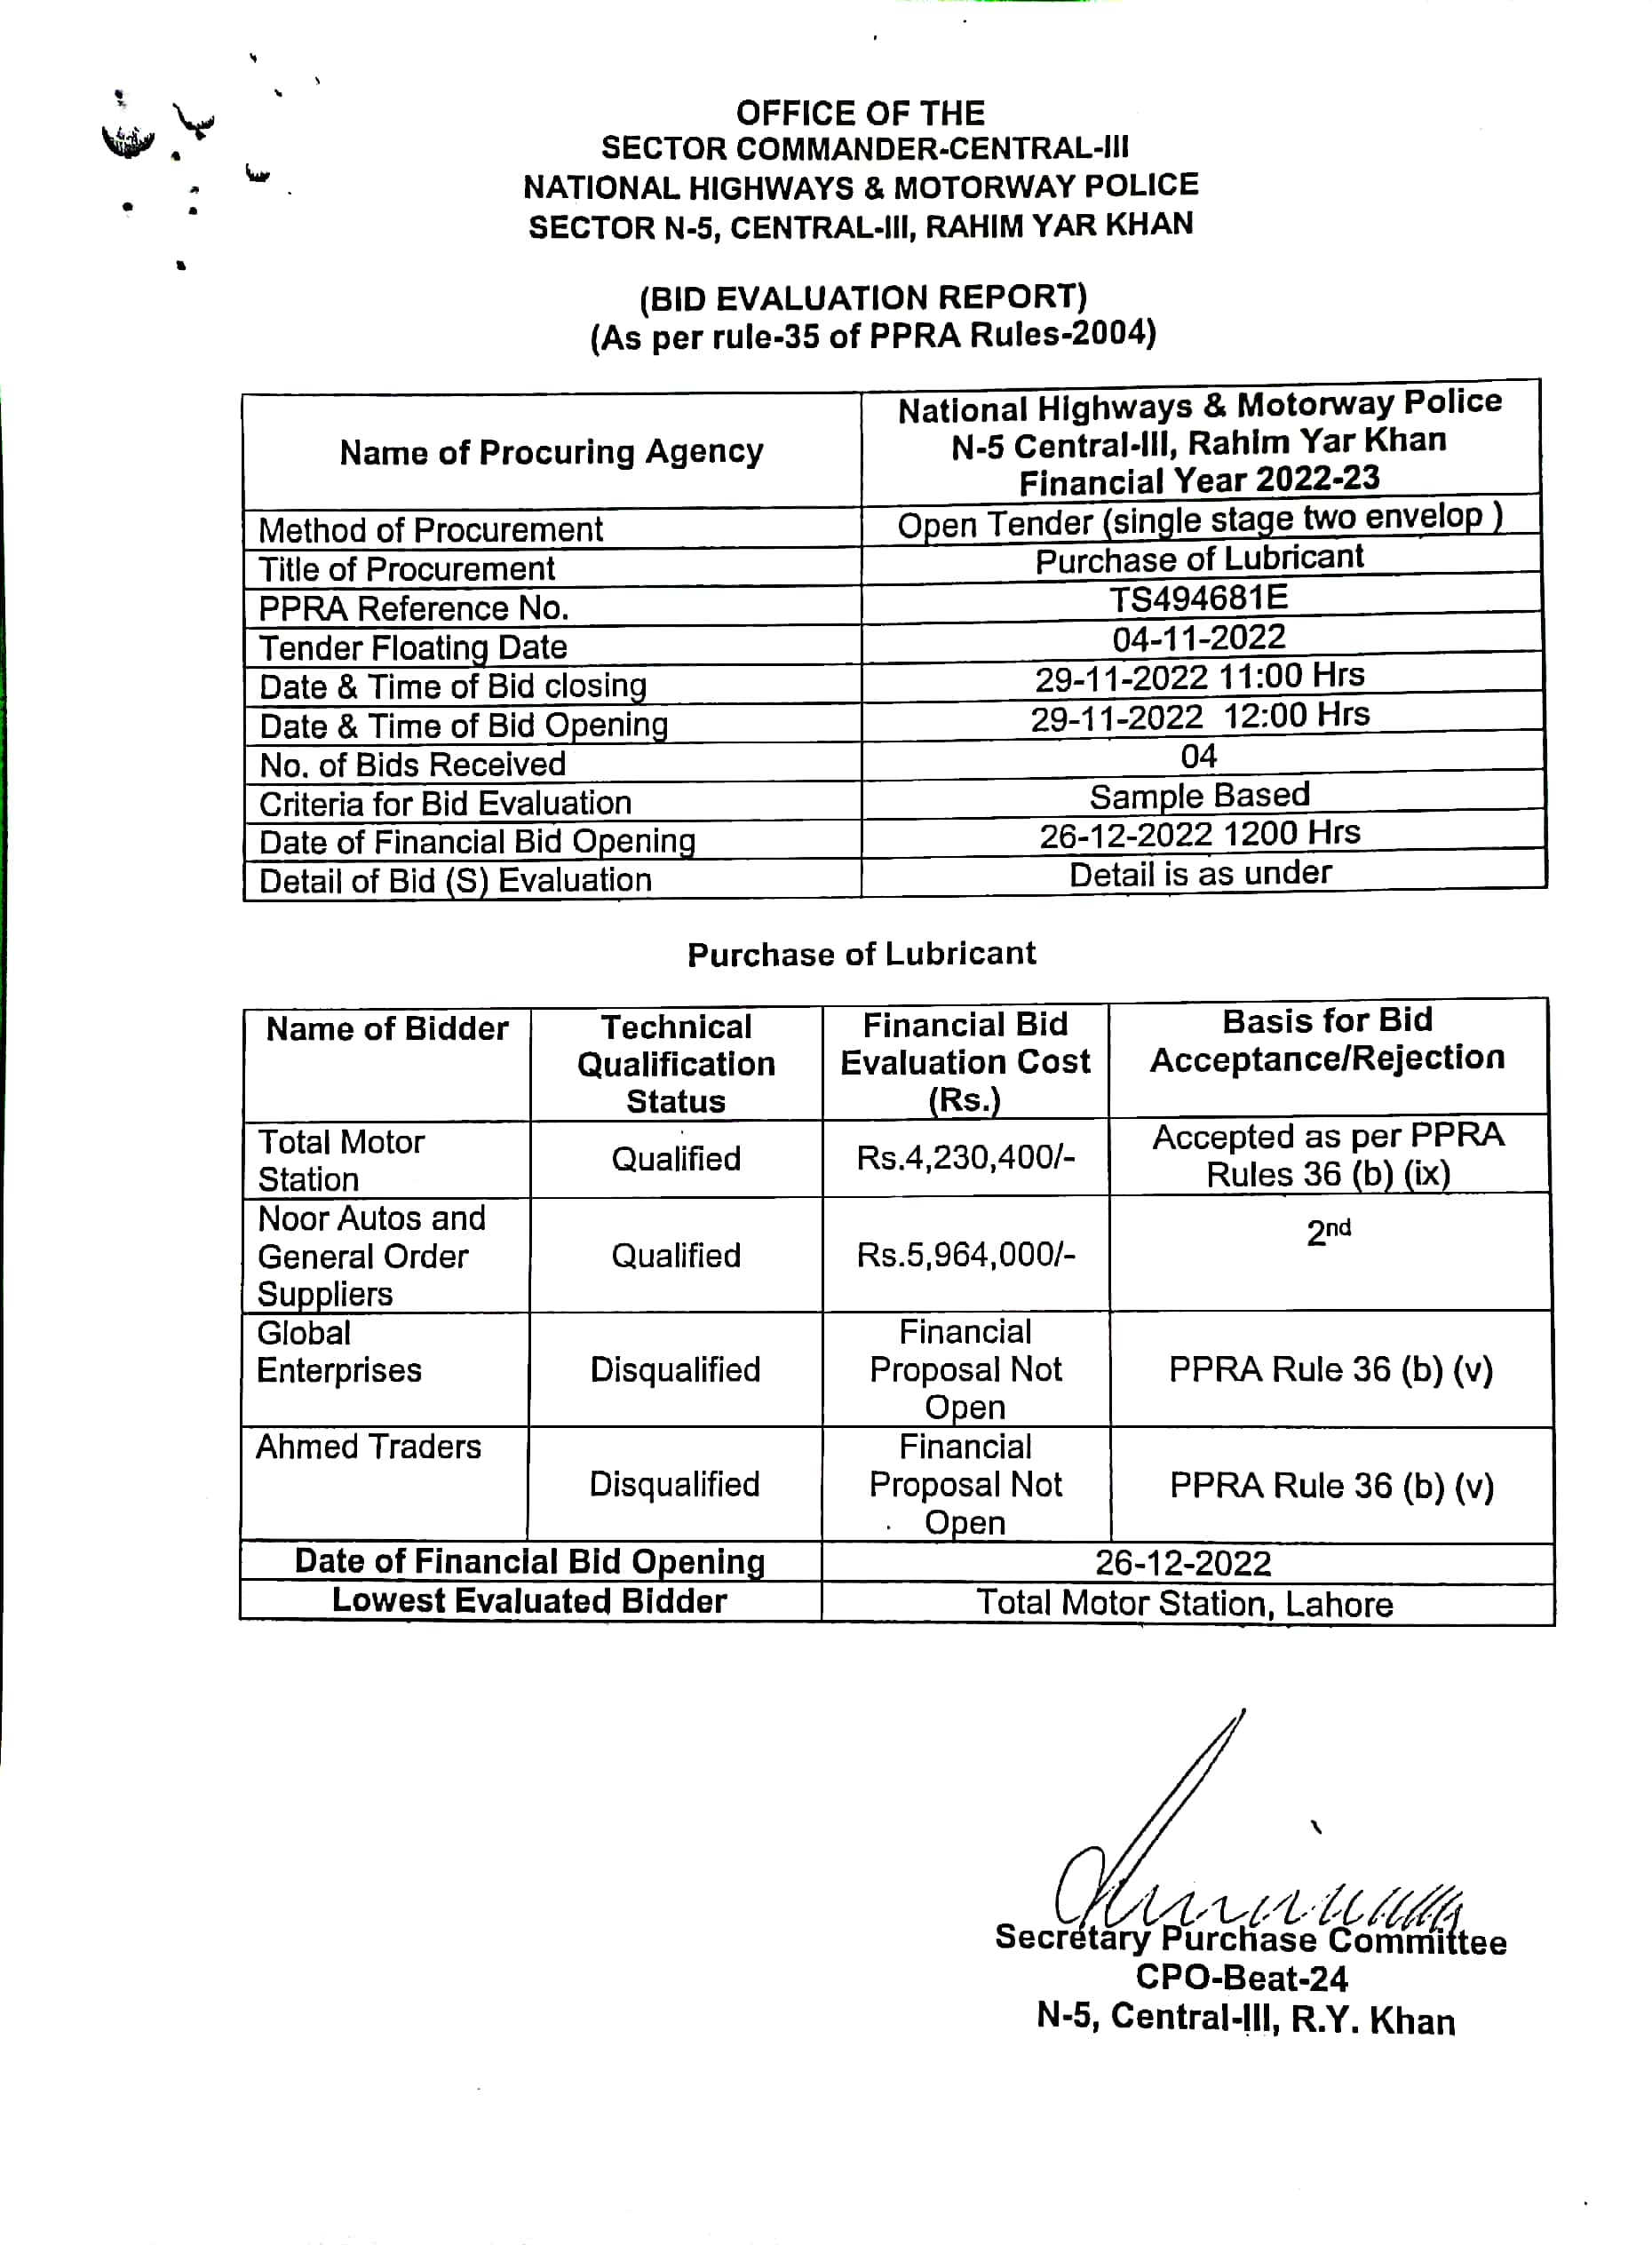 OFFICE OF THE
SECTOR COMMANDER-CENTRAL-III
NATIONAL HIGHWAYS & MOTORWAY POLICE
SECTOR N-5, CENTRAL-III, RAHIM YAR KHAN
(BID EVALUATION REPORT)
(As per rule-35 of PPRA Rules-2004)
Name of Procuring Agency
National Highways & Motorway Police
N-5 Central-III, Rahim Yar Khan
Financial Year 2022-23
Method of Procurement
Open Tender (single stage two envelop )
Title of Procurement
Purchase of Lubricant
PPRA Reference No.
TS494681E
Tender Floating Date
04-11-2022
Date & Time of Bid closing
29-11-2022 11:00 Hrs
Date & Time of Bid Opening
29-11-2022 12:00 Hrs
No. of Bids Received
04
Criteria for Bid Evaluation
Sample Based
Date of Financial Bid Opening
26-12-2022 1200 Hrs
Detail of Bid (S) Evaluation
Detail is as under
Purchase of Lubricant
Name of Bidder
Technical
Qualification
Status
Financial Bid
Evaluation Cost
(Rs.)
Basis for Bid
Acceptance/Rejection
Total Motor
Station
Qualified
Rs.4,230,400/-
Accepted as per PPRA
Rules 36 (b) (ix)
Noor Autos and
General Order
Suppliers
Qualified
Rs.5,964,000/-
2nd
Global
Enterprises
Disqualified
Financial
Proposal Not
Open
PPRA Rule 36 (b) (v)
Ahmed Traders
Disqualified
Financial
Proposal Not
Open
PPRA Rule 36 (b) (v)
Date of Financial Bid Opening
26-12-2022
Lowest Evaluated Bidder
Total Motor Station, Lahore
Secretary Purchase Committee
CPO-Beat-24
N-5, Central-III, R.Y. Khan